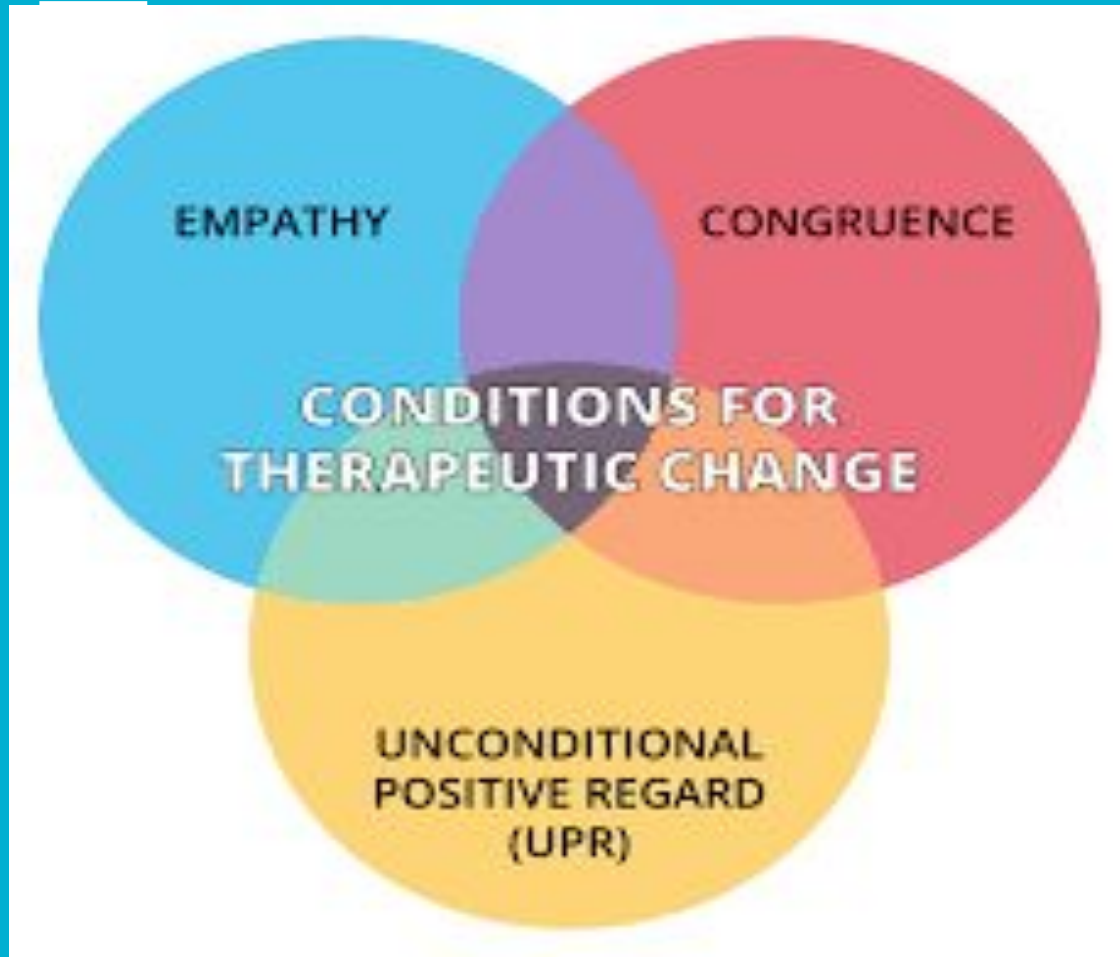 EMPATHY
CONGRUENCE
CONDITIONS FOR
THERAPEUTIC CHANGE
UNCONDITIONAL
POSITIVE REGARD
(UPR)